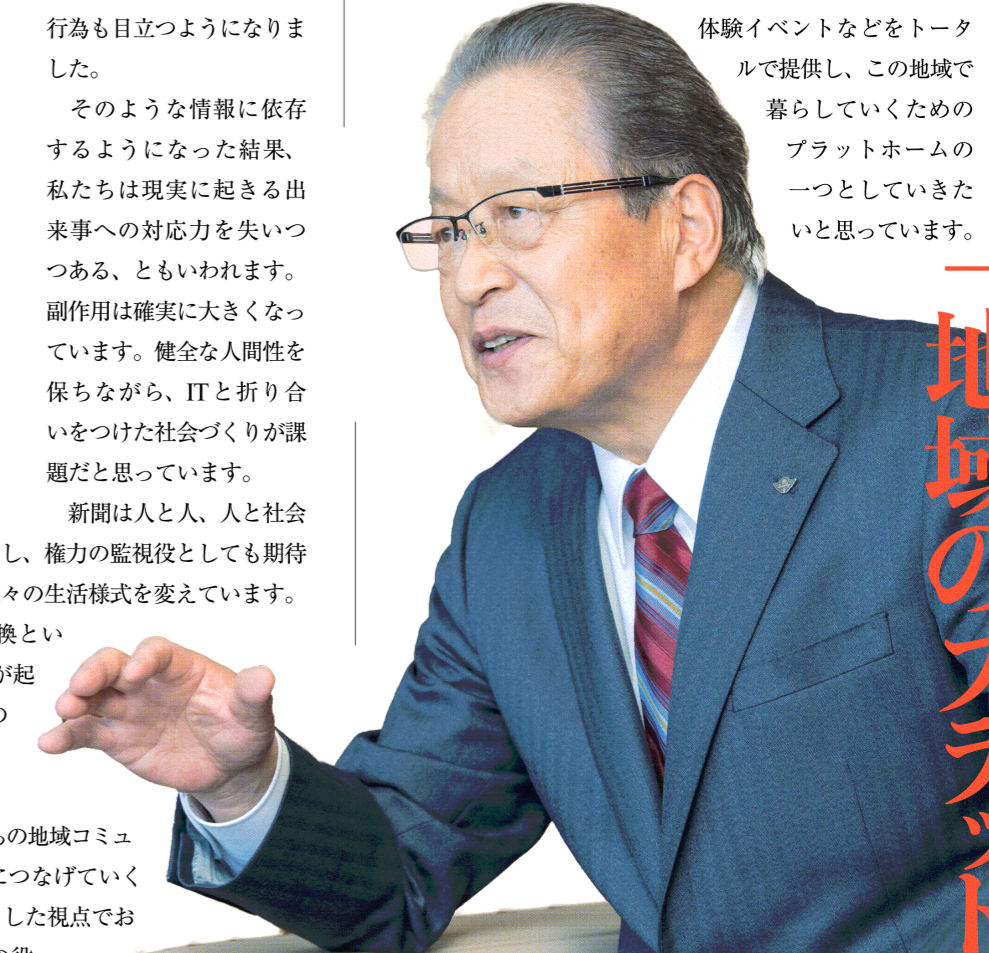 行為も目立つようになりま
した。
そのような情報に依存
するようになった結果、
私たちは現実に起きる出
来事への対応力を失いつ
つある、ともいわれます。
副作用は確実に大きくなっ
ています。健全な人間性を
保ちながら、ITと折り合
いをつけた社会づくりが課
題だと思っています。
新聞は人と人、人と社会
し、権力の監視役としても期待
々の生活様式を変えています。
換とい
が起
の
の地域コミュ
につなげていく
した視点でお
体験イベントなどをトータ
ルで提供し、この地域で
暮らしていくための
プラットホームの
一つとしていきた
いと思っています。
地域のプラット